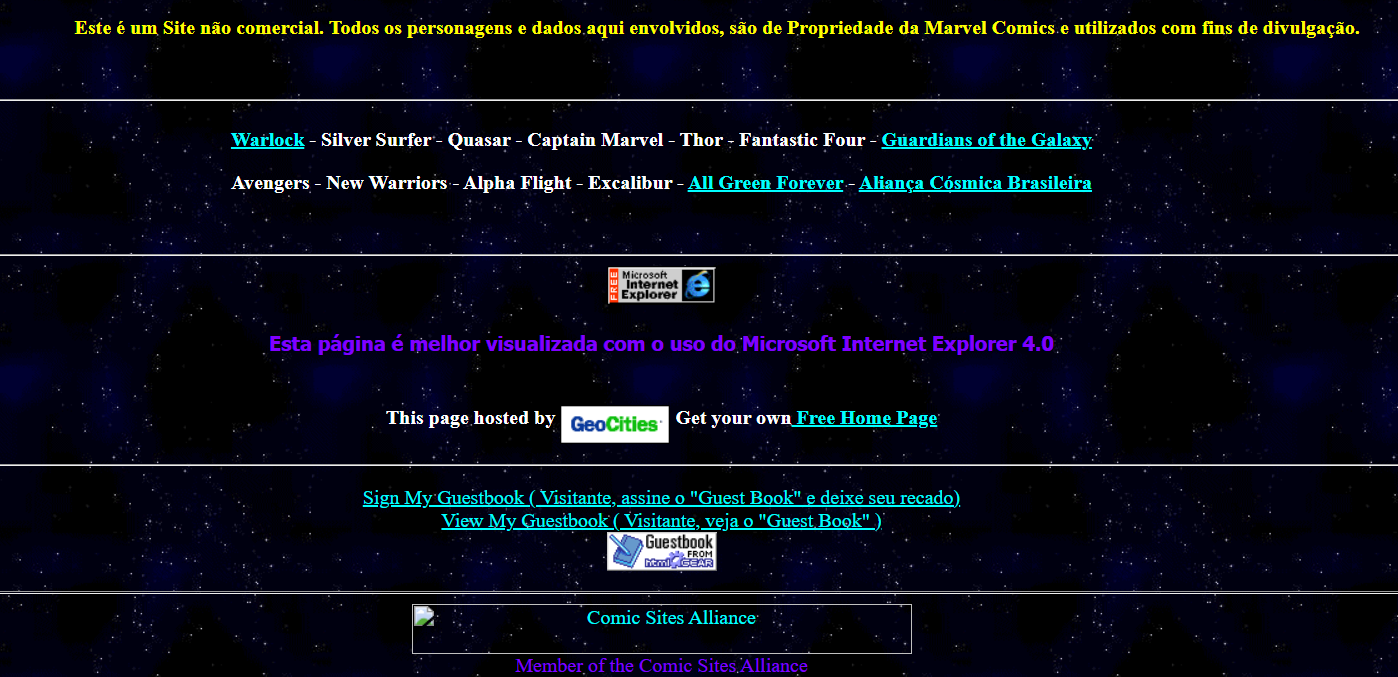 Este é um Site não comercial. Todos os personagens e dados aqui envolvidos, são de Propriedade da Marvel Comics e utilizados com fins de divulgação.
Warlock - Silver Surfer - Quasar - Captain Marvel - Thor - Fantastic Four - Guardians of the Galaxy
Avengers - New Warriors - Alpha Flight - Excalibur - All Green Forever - Aliança Cósmica Brasileira
FREE Microsoft
Internet
Explorer
Esta página é melhor visualizada com o uso do Microsoft Internet Explorer 4.0
This page hosted by GeoCities Get your own Free Home Page
Sign My Guestbook ( Visitante, assine o "Guest Book" e deixe seu recado)
View My Guestbook ( Visitante, veja o "Guest Book" )
Guestbook
FROM
html GEAR
Comic Sites Alliance
Member of the Comic Sites Alliance